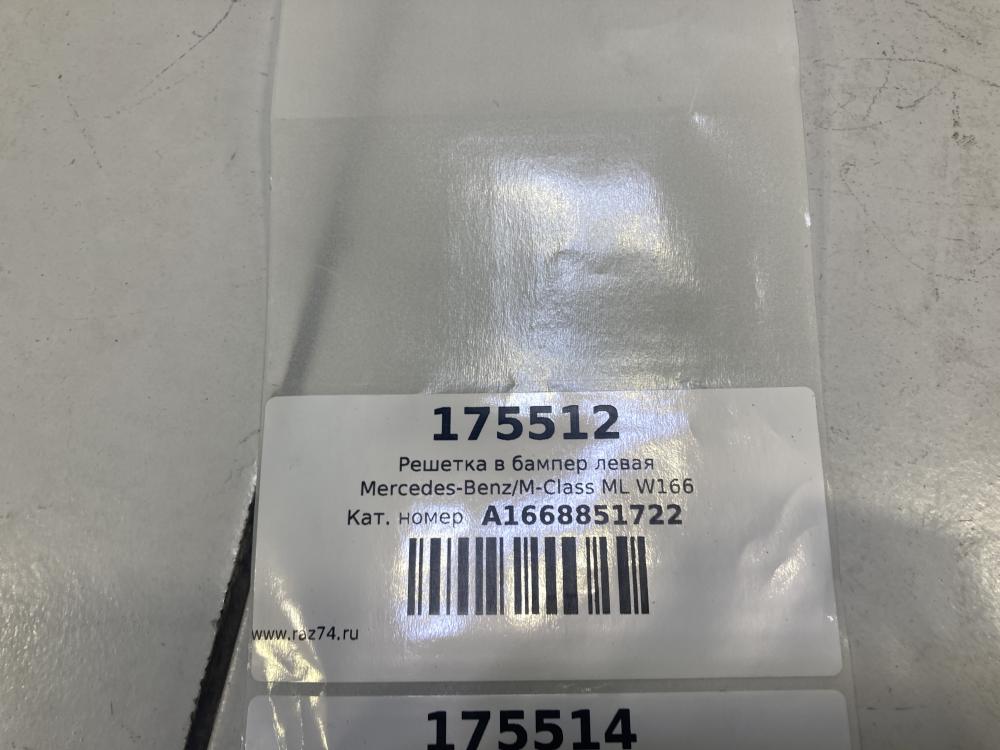 175512
Решетка в бампер левая
Mercedes-Benz/M-Class ML W166
Кат. номер A1668851722
www.raz74.ru
175514